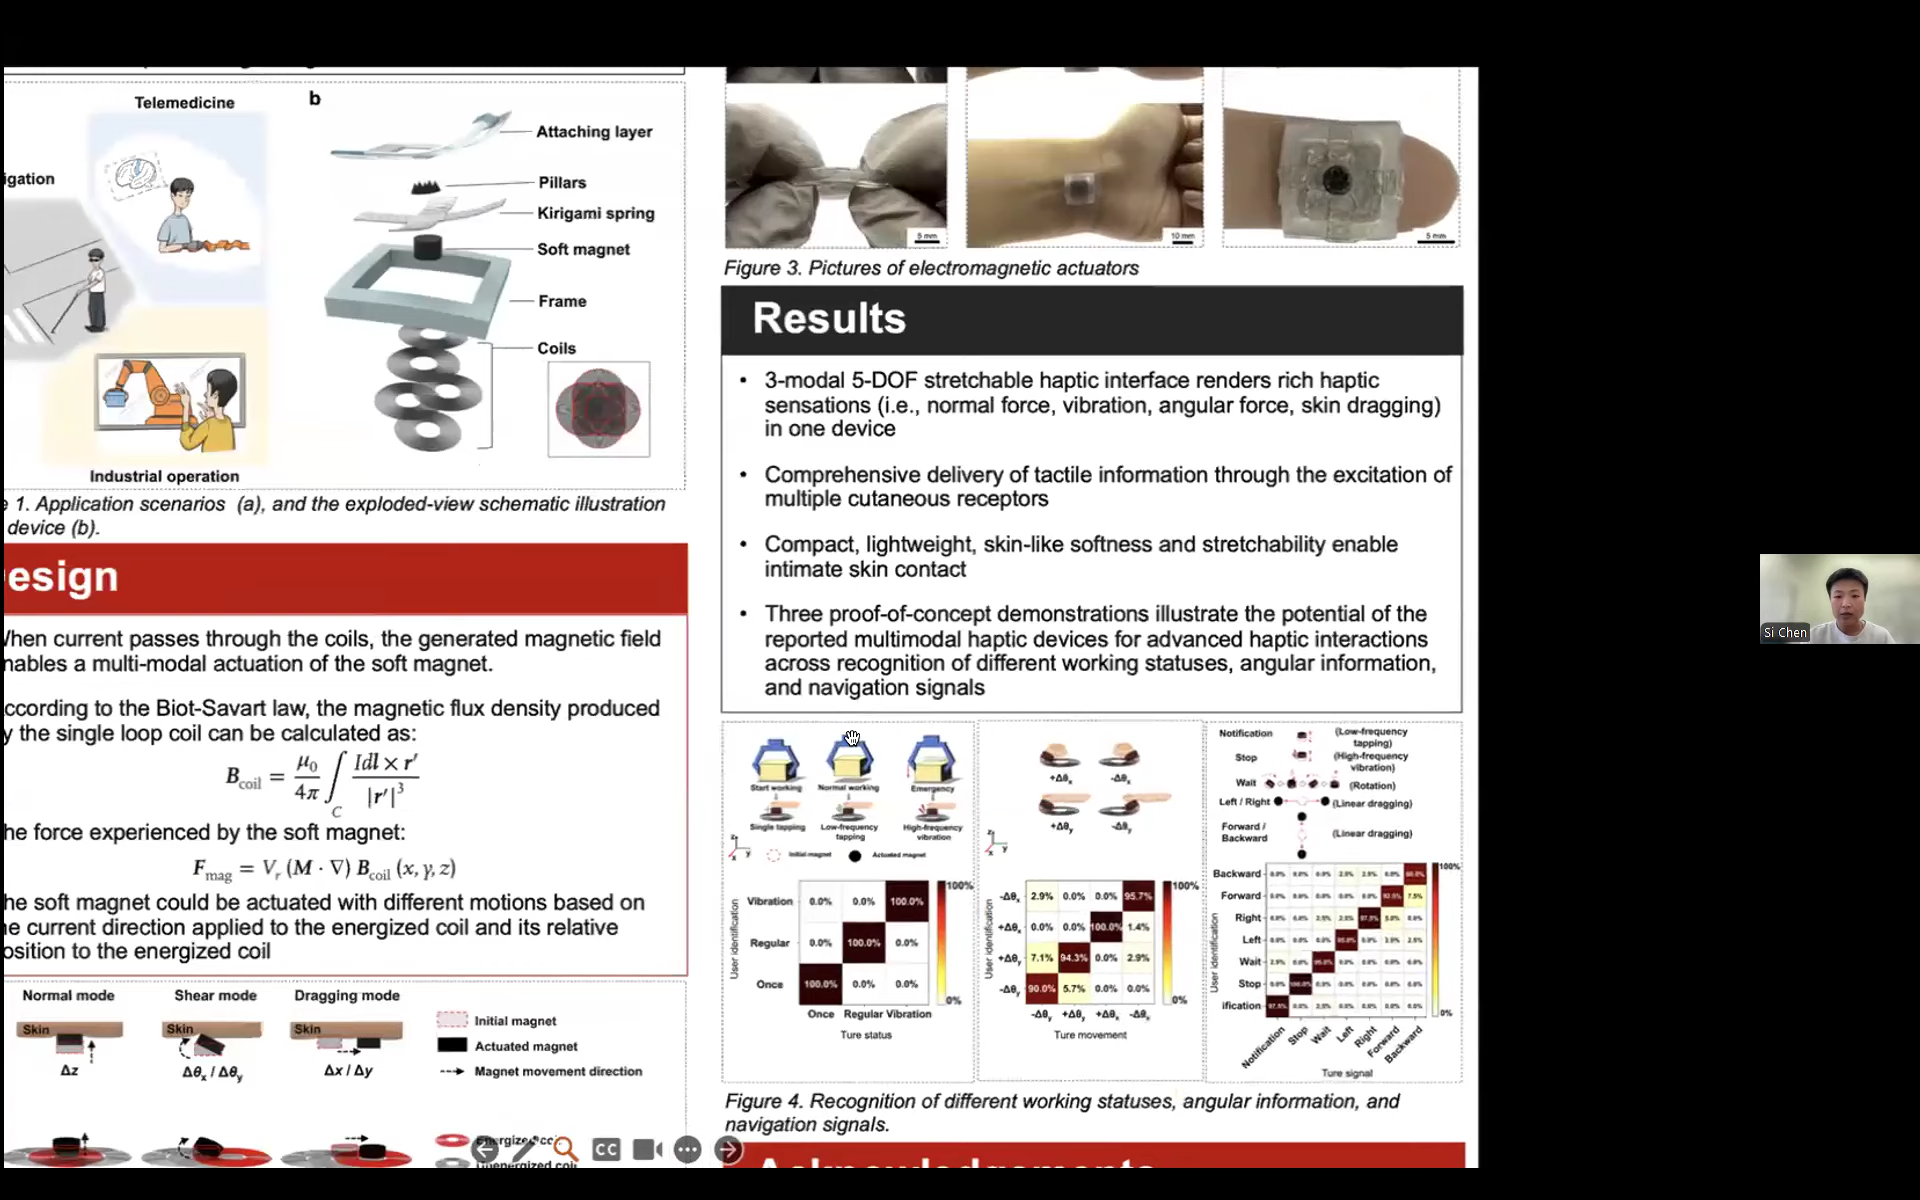 Telemedicine
igation
Industrial operation
b
Attaching layer
Pillars
Kirigami spring
Soft magnet
Frame
Coils
e 1. Application scenarios (a), and the exploded-view schematic illustration
device (b).
esign
When current passes through the coils, the generated magnetic field
nables a multi-modal actuation of the soft magnet.
ccording to the Biot-Savart law, the magnetic flux density produced
y the single loop coil can be calculated as:
B_coil = μ0/4π ∫_C Idl × r′/|r′|³
he force experienced by the soft magnet:
F_mag = V_r (M · ∇) B_coil (x, y, z)
he soft magnet could be actuated with different motions based on
e current direction applied to the energized coil and its relative
osition to the energized coil
Normal mode
Shear mode
Dragging mode
Skin
Skin
Skin
Δz
Δθx / Δθy
Δx / Δy
Initial magnet
Actuated magnet
Magnet movement direction
5 mm
10 mm
5 mm
Figure 3. Pictures of electromagnetic actuators
Results
• 3-modal 5-DOF stretchable haptic interface renders rich haptic
sensations (i.e., normal force, vibration, angular force, skin dragging)
in one device
• Comprehensive delivery of tactile information through the excitation of
multiple cutaneous receptors
• Compact, lightweight, skin-like softness and stretchability enable
intimate skin contact
• Three proof-of-concept demonstrations illustrate the potential of the
reported multimodal haptic devices for advanced haptic interactions
across recognition of different working statuses, angular information,
and navigation signals
Start working
Normal working
Emergency
Single tapping
Low-frequency
tapping
High-frequency
vibration
z
x
y
Initial magnet
Actuated magnet
User identification
Vibration 0.0% 0.0% 100.0%
Regular 0.0% 100.0% 0.0%
Once 100.0% 0.0% 0.0%
Once Regular Vibration
Ture status
100%
0%
+Δθx
-Δθx
+Δθy
-Δθy
z
x
y
User identification
-Δθx 2.9% 0.0% 0.0% 95.7%
+Δθx 0.0% 0.0% 100.0% 1.4%
+Δθy 7.1% 94.3% 0.0% 2.9%
-Δθy 90.0% 5.7% 0.0% 0.0%
-Δθy +Δθy +Δθx -Δθx
Ture movement
100%
0%
Notification (Low-frequency
tapping)
Stop (High-frequency
vibration)
Wait (Rotation)
Left / Right (Linear dragging)
Forward /
Backward (Linear dragging)
User identification
Backward
Forward
Right
Left
Wait
Stop
ification
Notification Stop Wait Left Right Forward Backward
Ture signal
100%
0%
Figure 4. Recognition of different working statuses, angular information, and
navigation signals.
CC
Si Chen